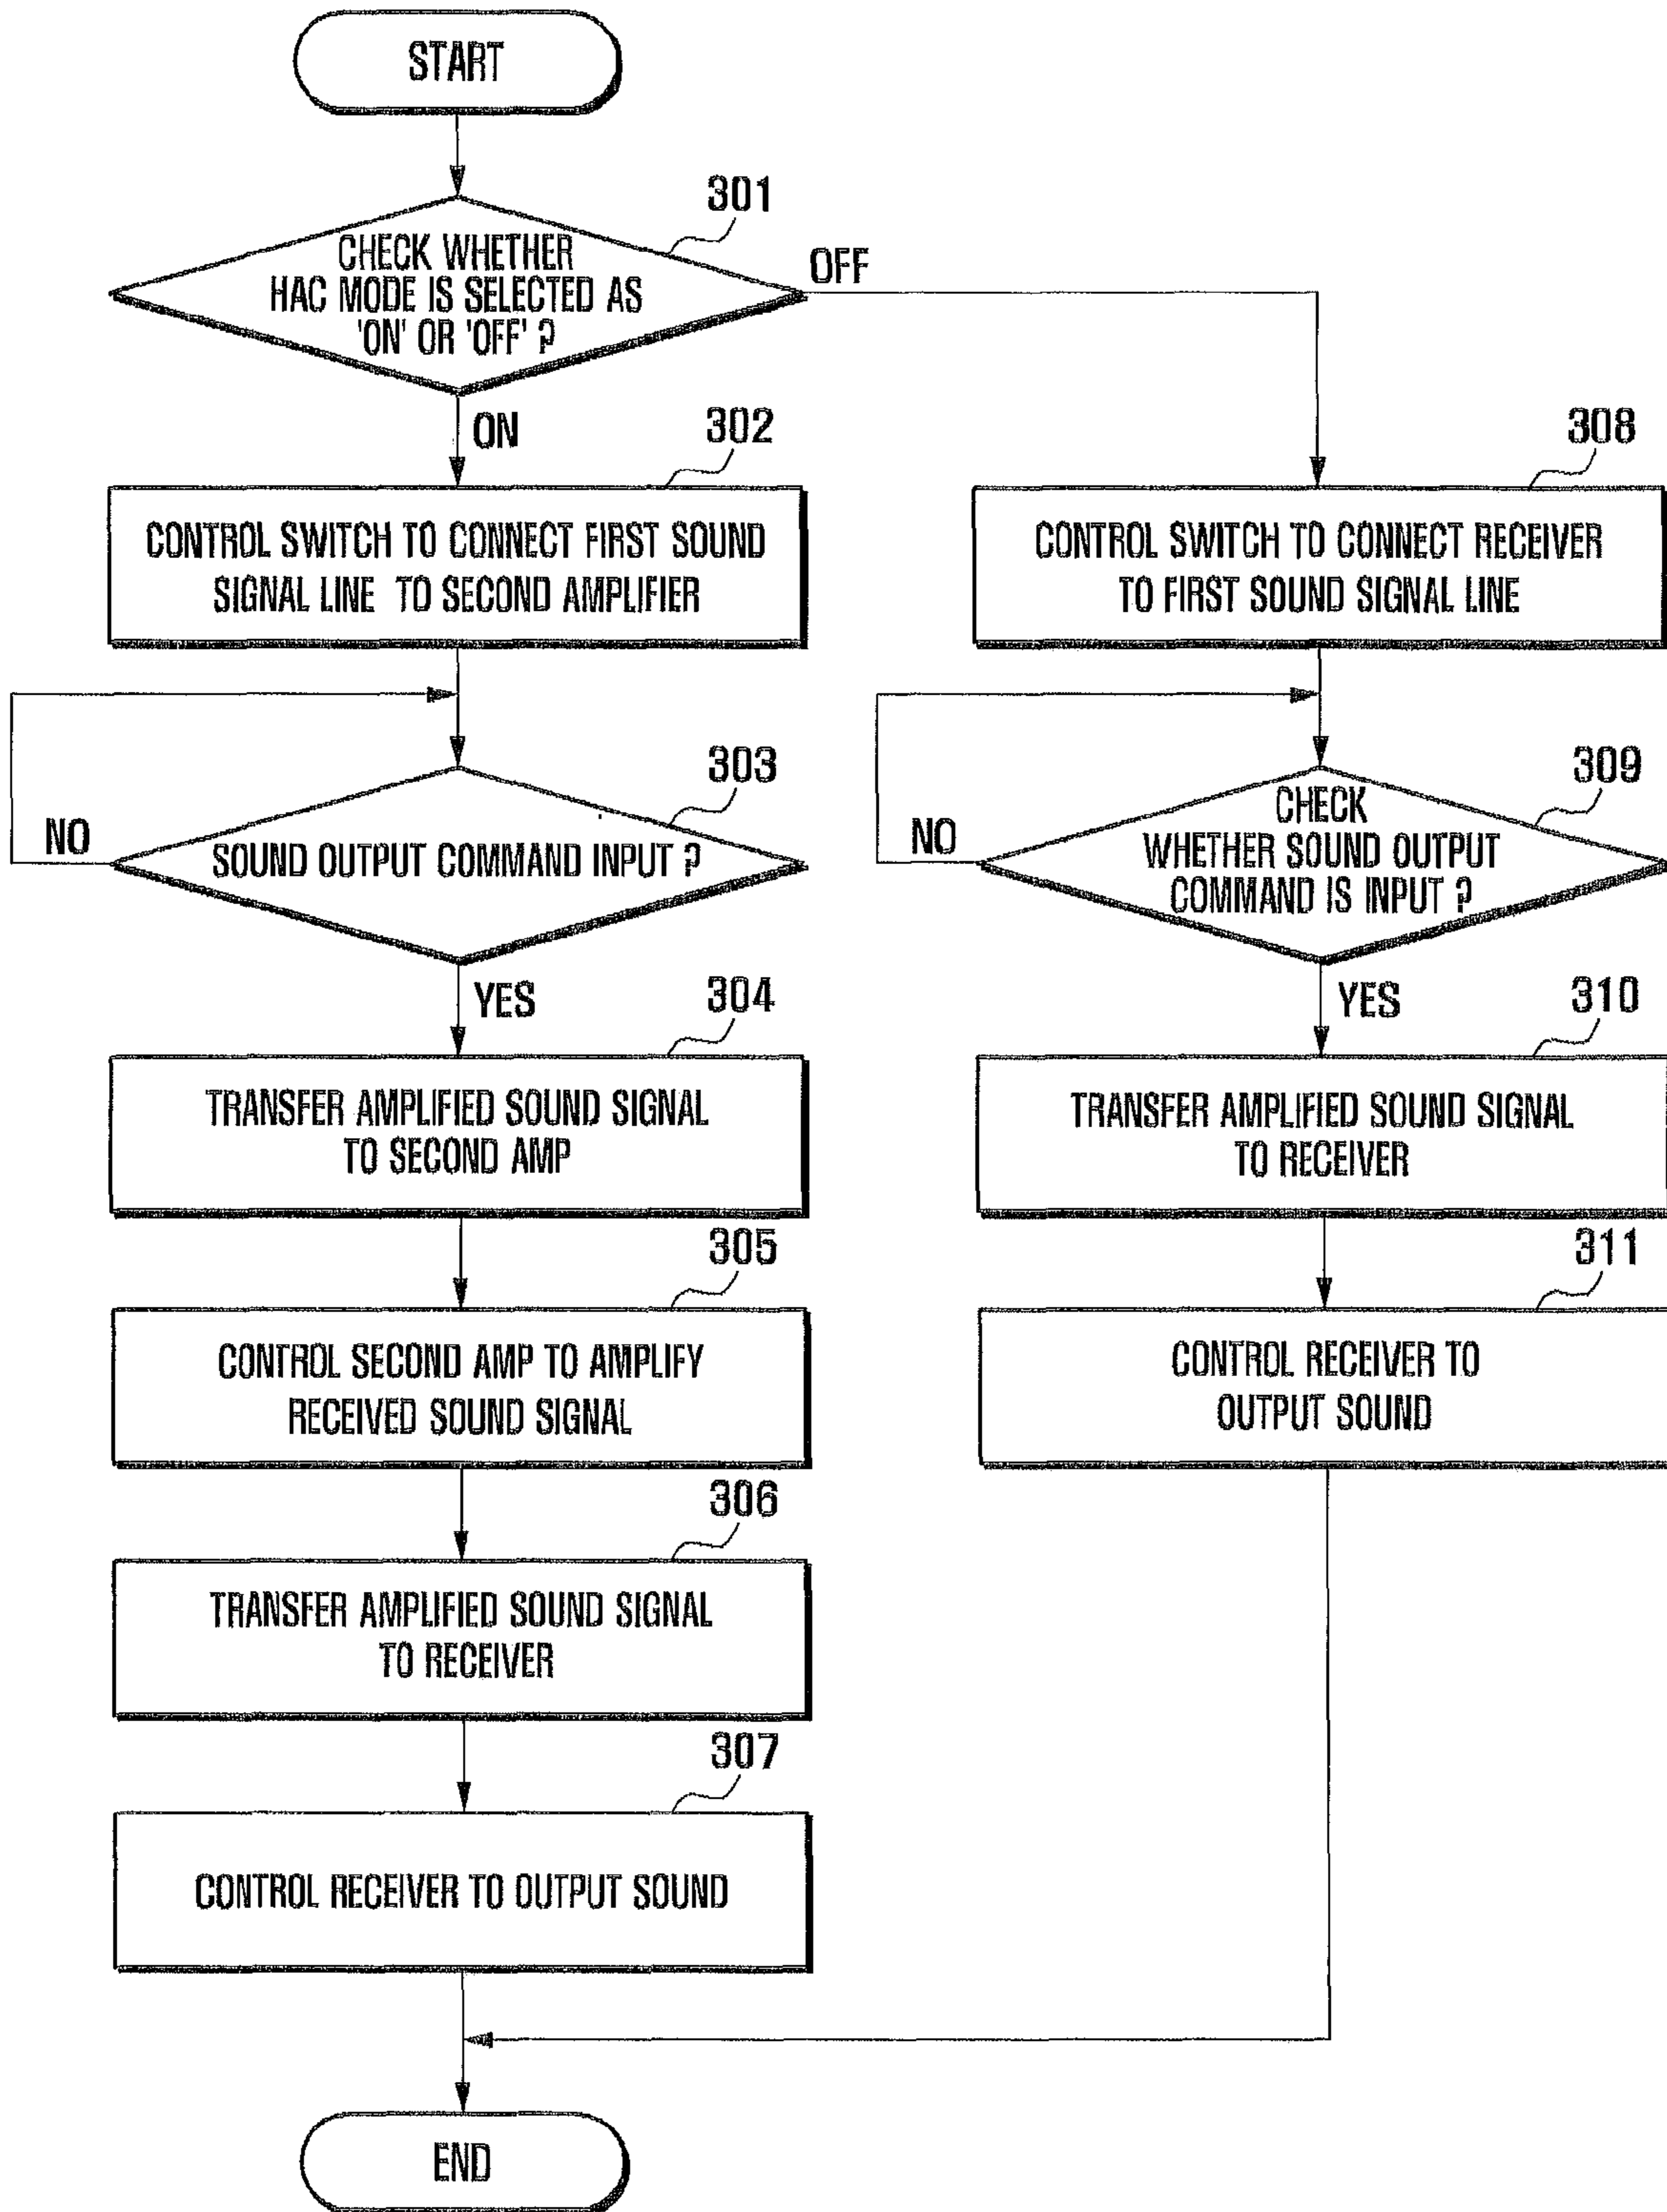 START
301
CHECK WHETHER
HAC MODE IS SELECTED AS
'ON' OR 'OFF' ?
OFF
ON
302
CONTROL SWITCH TO CONNECT FIRST SOUND
SIGNAL LINE TO SECOND AMPLIFIER
308
CONTROL SWITCH TO CONNECT RECEIVER
TO FIRST SOUND SIGNAL LINE
303
SOUND OUTPUT COMMAND INPUT ?
NO
YES
309
CHECK
WHETHER SOUND OUTPUT
COMMAND IS INPUT ?
NO
YES
304
TRANSFER AMPLIFIED SOUND SIGNAL
TO SECOND AMP
310
TRANSFER AMPLIFIED SOUND SIGNAL
TO RECEIVER
305
CONTROL SECOND AMP TO AMPLIFY
RECEIVED SOUND SIGNAL
311
CONTROL RECEIVER TO
OUTPUT SOUND
306
TRANSFER AMPLIFIED SOUND SIGNAL
TO RECEIVER
307
CONTROL RECEIVER TO OUTPUT SOUND
END